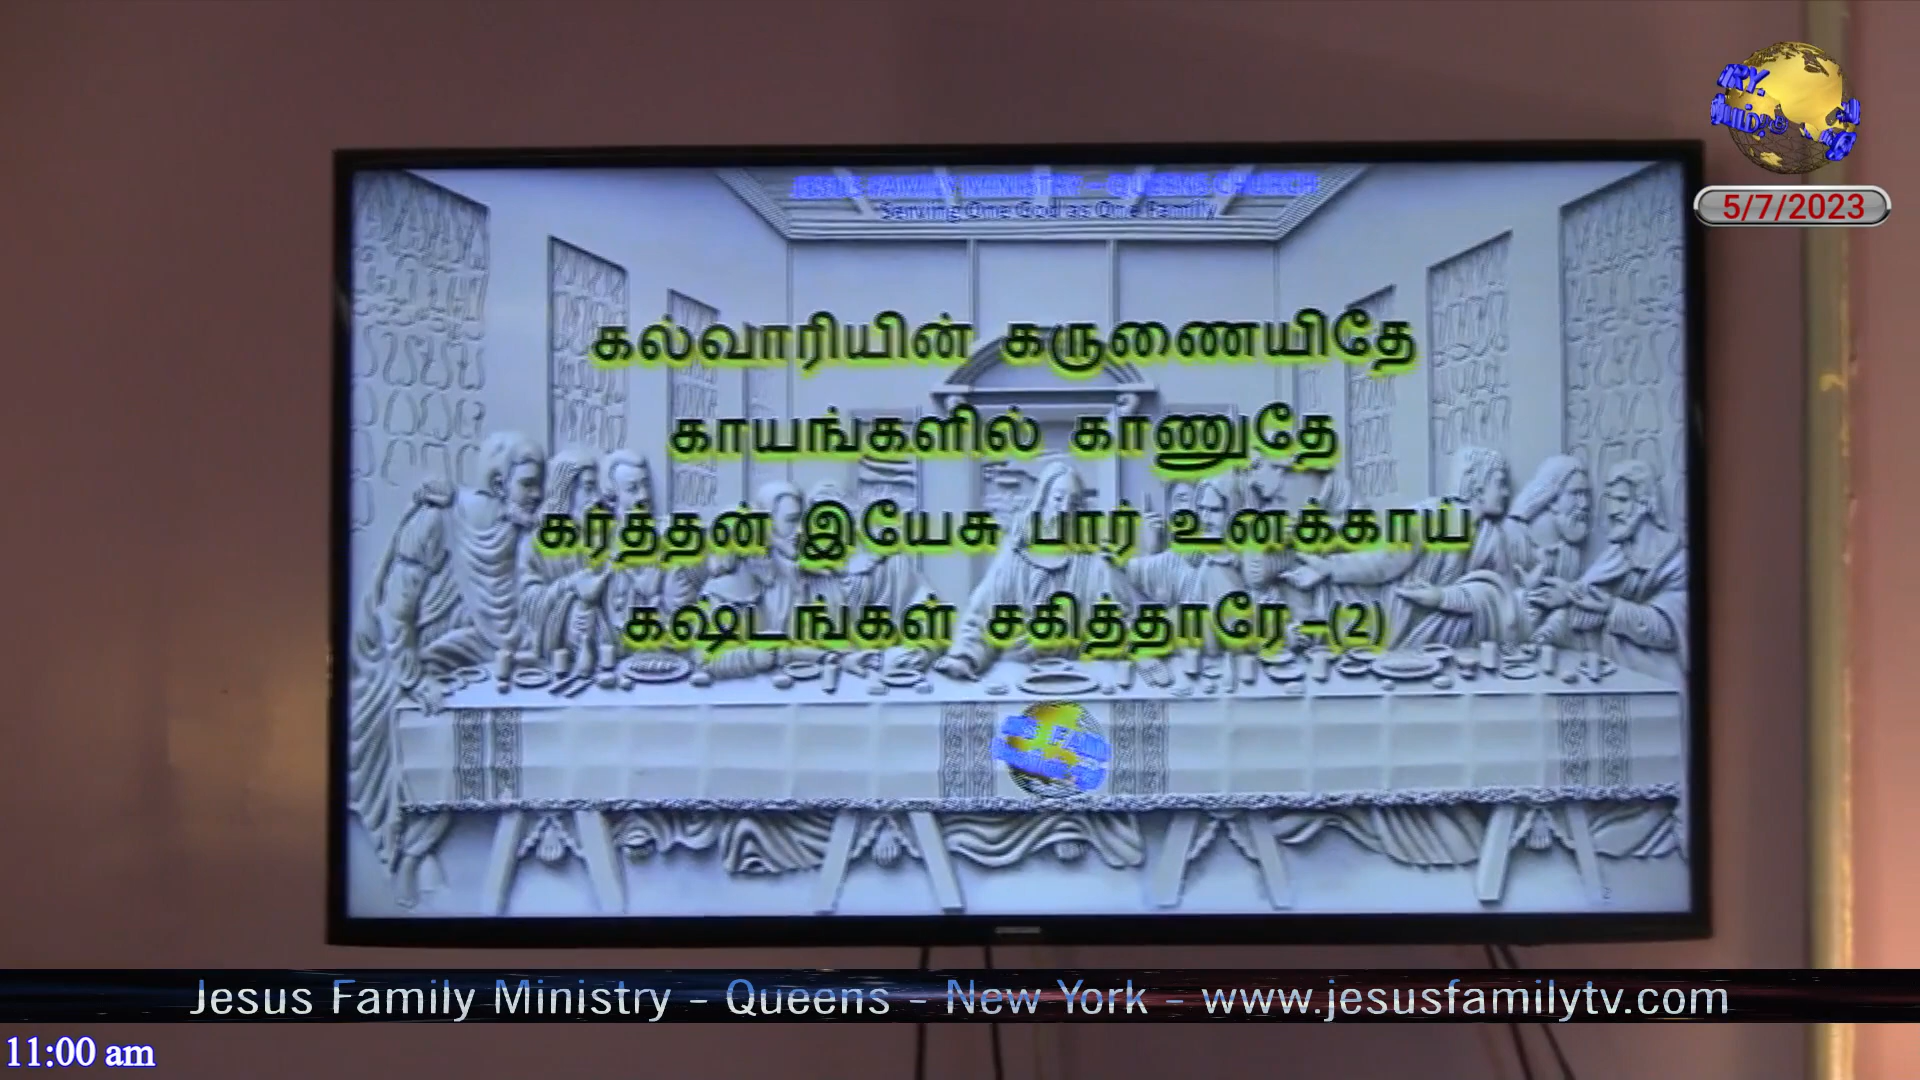 5/7/2023
JESUS FAMILY MINISTRY - QUEENS CHURCH
Serving One God as One Family
கல்வாரியின் கருணையிதே
காயங்களில் காணுதே
கர்த்தன் இயேசு பார் உனக்காய்
கஷ்டங்கள் சகித்தாரே -(2)
2
Jesus Family Ministry - Queens - New York - www.jesusfamilytv.com
11:00 am